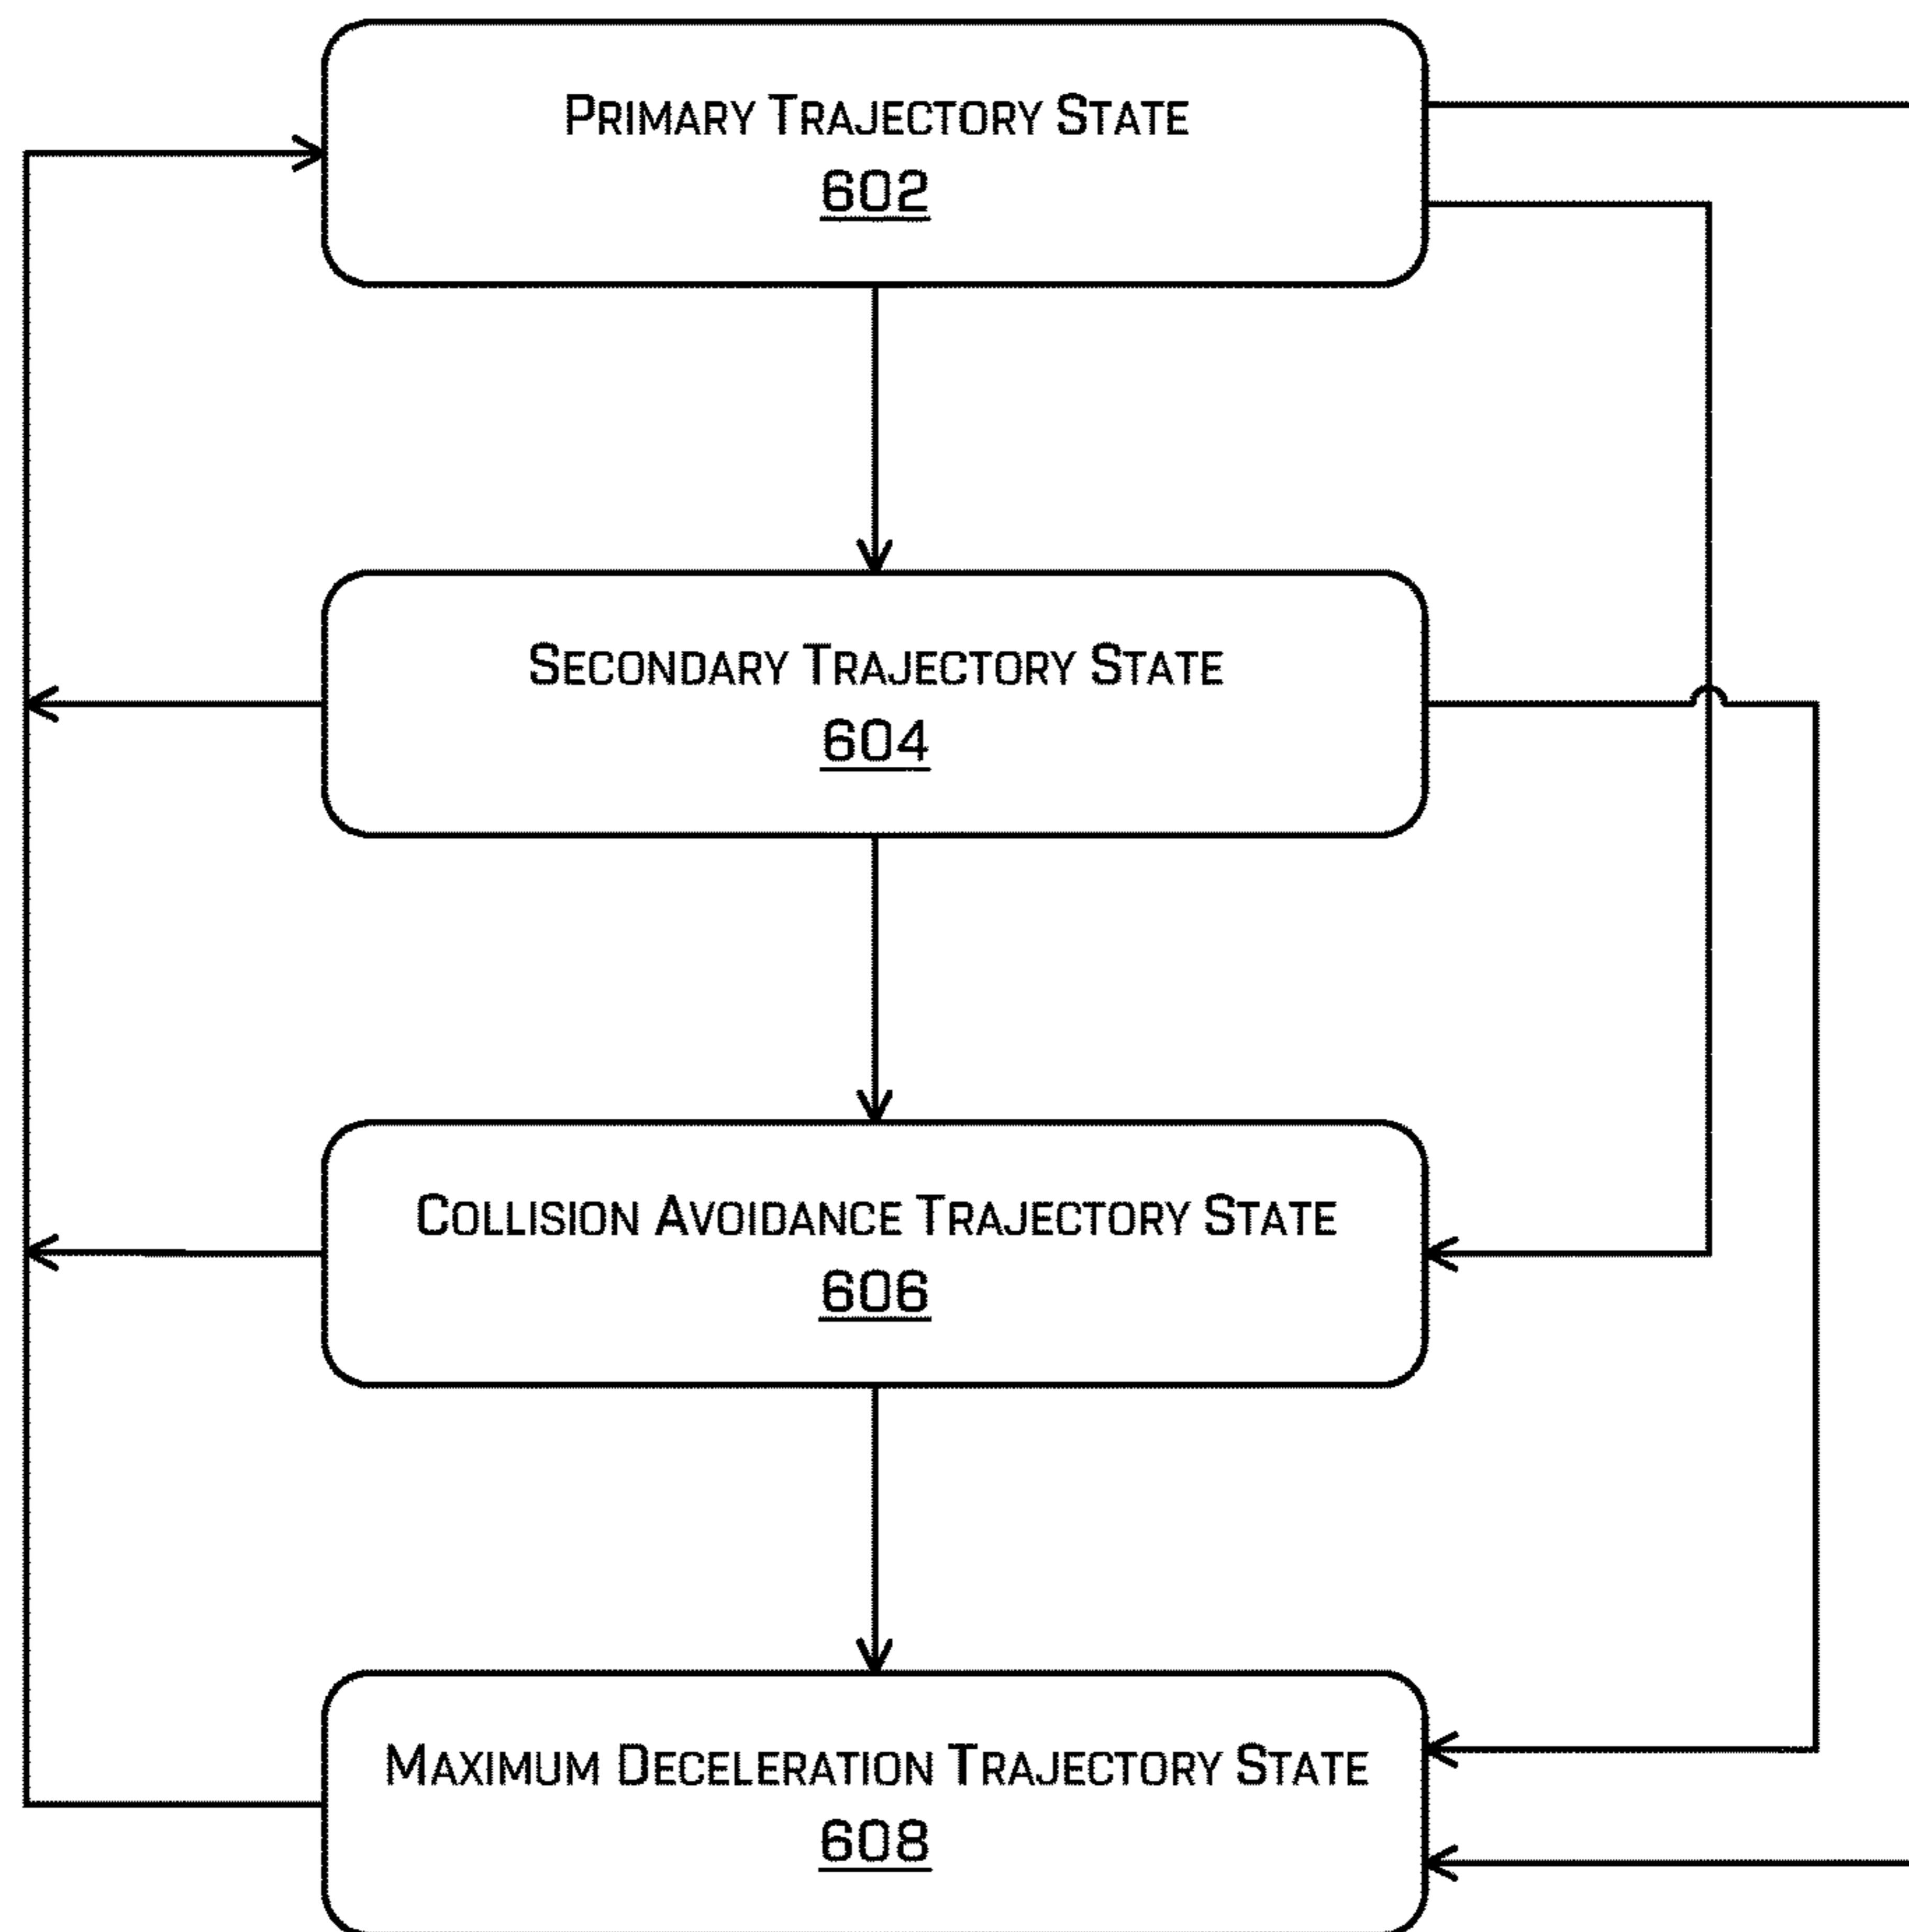 PRIMARY TRAJECTORY STATE
602
SECONDARY TRAJECTORY STATE
604
COLLISION AVOIDANCE TRAJECTORY STATE
606
MAXIMUM DECELERATION TRAJECTORY STATE
608